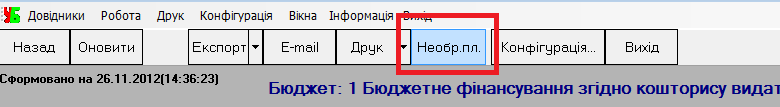 УБ Довідники Робота Друк Конфігурація Вікна Інформація Вихід
Назад Оновити Експорт E-mail Друк Необр.пл. Конфігурація... Вихід
Сформовано на 26.11.2012(14:36:23)
Бюджет: 1 Бюджетне фінансування згідно кошторису видат